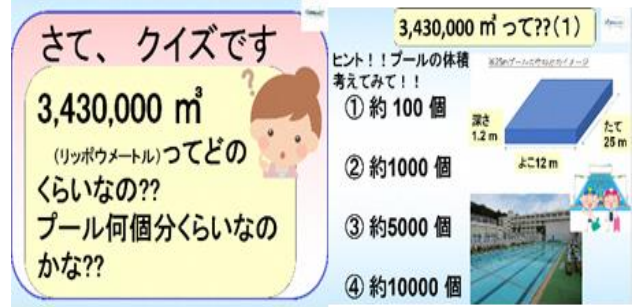 さて、 クイズです
3,430,000 ㎥
(リッポウメートル)ってどの
くらいなの??
プール何個分くらいなの
かな??
?
3,430,000 ㎥ って??(1)
ヒント!!プールの体積
考えてみて!!
① 約 100 個
② 約1000 個
③ 約5000 個
④ 約10000 個
深さ
1.2 m
たて
25 m
よこ12 m